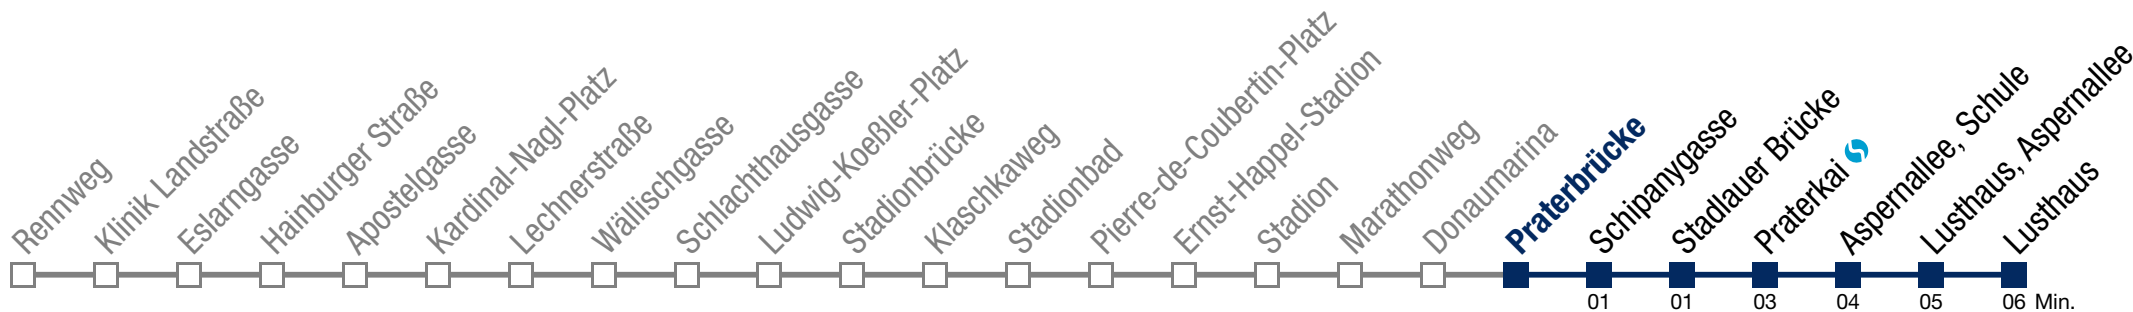 Rennweg
Klinik Landstraße
Eslarngasse
Hainburger Straße
Apostelgasse
Kardinal-Nagl-Platz
Lechnerstraße
Wällischgasse
Schlachthausgasse
Ludwig-Koeßler-Platz
Stadionbrücke
Klaschkaweg
Stadionbad
Pierre-de-Coubertin-Platz
Ernst-Happel-Stadion
Stadion
Marathonweg
Donaumarina
Praterbrücke
Schipanygasse
Stadlauer Brücke
Praterkai
Aspernallee, Schule
Lusthaus, Aspernallee
Lusthaus
01 01 03 04 05 06 Min.